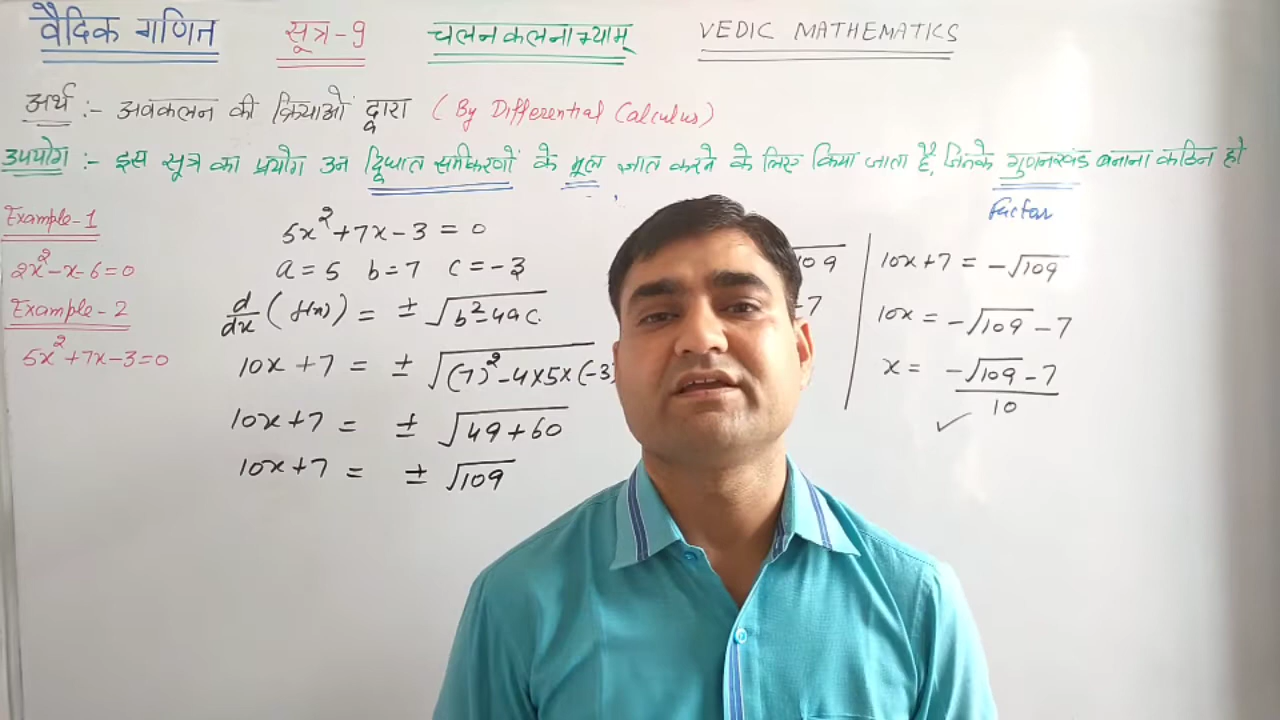 वैदिक गणित सूत्र-9 चलनकलनाभ्याम् VEDIC MATHEMATICS
अर्थ :- अवकलन की क्रियाओं द्वारा (By Differential Calculus)
उपयोग :- इस सूत्र का प्रयोग उन द्विघात समीकरणों के मूल ज्ञात करने के लिए किया जाता है, जिनके गुणनखंड बनाना कठिन हो
factor
Example-1
2x²-x-6=0
Example-2
5x²+7x-3=0
5x²+7x-3=0
a=5 b=7 c=-3
d/dx (f(x)) = ± √b²-4ac.
10x+7 = ± √(7)²-4×5×(-3)
10x+7 = ± √49+60
10x+7 = ± √109
109
-7
10x+7 = -√109
10x = -√109-7
x = -√109-7
10